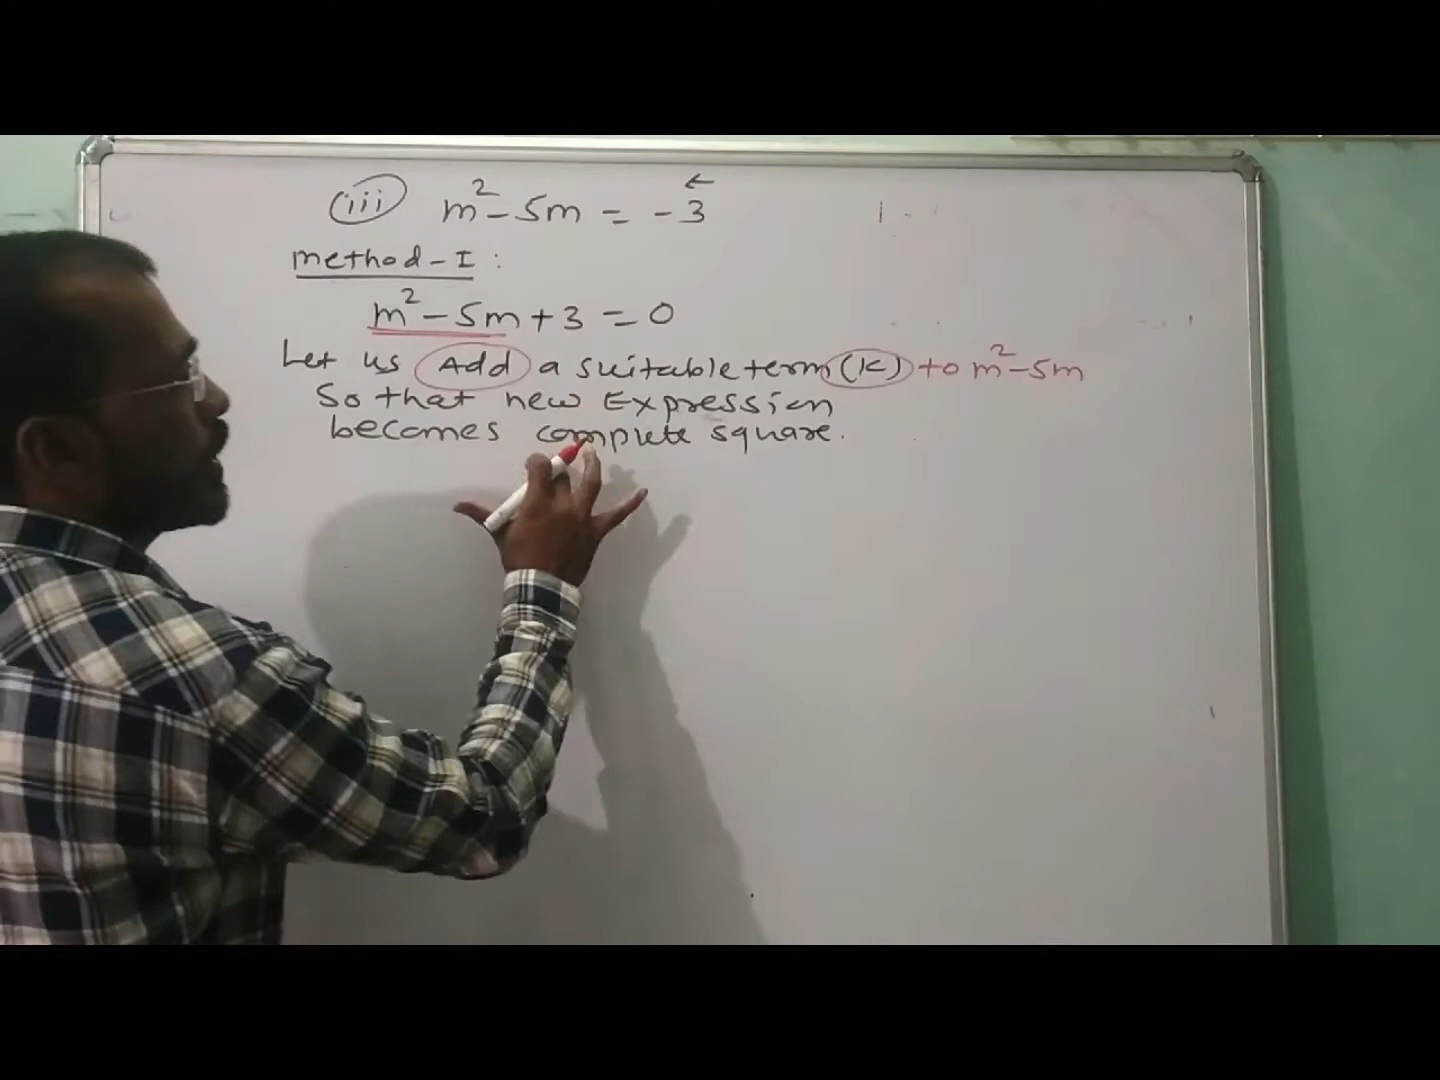 (iii) m² - 5m = -3
method - I :
m² - 5m + 3 = 0
Let us Add a suitable term (k) to m² - 5m
So that new Expression
becomes complete square.